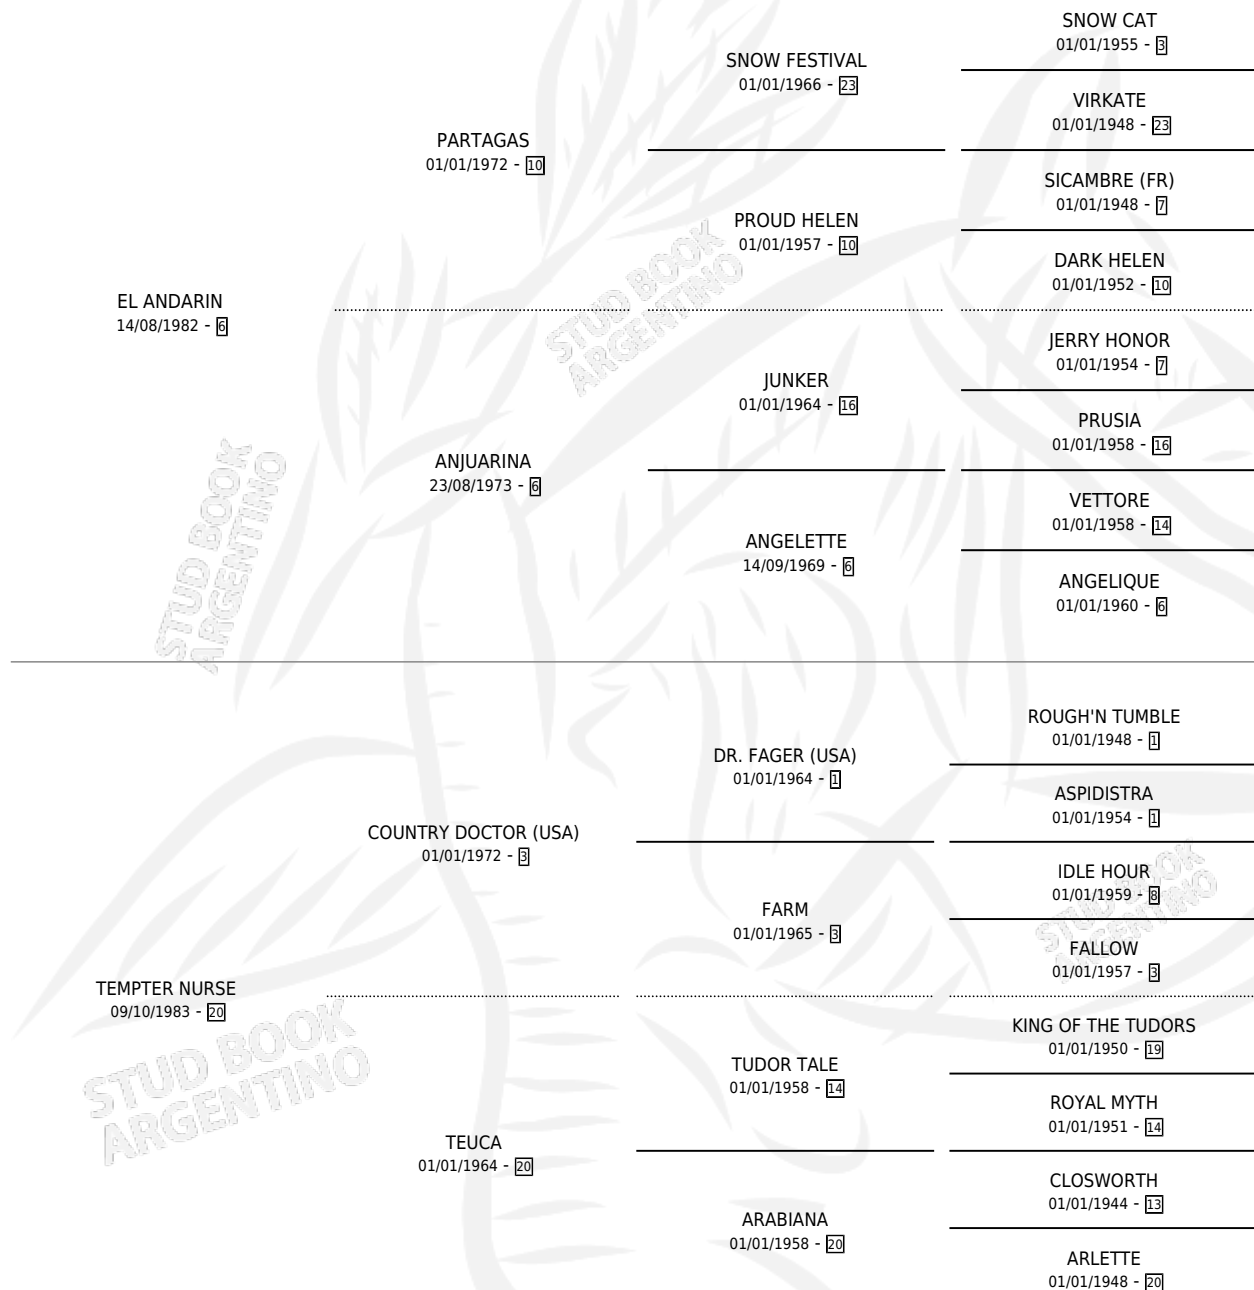 SNOW CAT
01/01/1955 - 3
SNOW FESTIVAL
01/01/1966 - 23
VIRKATE
01/01/1948 - 23
PARTAGAS
01/01/1972 - 10
SICAMBRE (FR)
01/01/1948 - 7
PROUD HELEN
01/01/1957 - 10
DARK HELEN
01/01/1952 - 10
EL ANDARIN
14/08/1982 - 6
STUD BOOK
ARGENTINO
JERRY HONOR
01/01/1954 - 7
JUNKER
01/01/1964 - 16
PRUSIA
01/01/1958 - 16
ANJUARINA
23/08/1973 - 6
VETTORE
01/01/1958 - 14
ANGELETTE
14/09/1969 - 6
ANGELIQUE
01/01/1960 - 6
STUD BOOK
ARGENTINO
ROUGH'N TUMBLE
01/01/1948 - 1
DR. FAGER (USA)
01/01/1964 - 1
ASPIDISTRA
01/01/1954 - 1
COUNTRY DOCTOR (USA)
01/01/1972 - 3
IDLE HOUR
01/01/1959 - 8
FARM
01/01/1965 - 3
STUD BOOK
ARGENTINO
FALLOW
01/01/1957 - 3
TEMPTER NURSE
09/10/1983 - 20
KING OF THE TUDORS
01/01/1950 - 19
TUDOR TALE
01/01/1958 - 14
STUD BOOK
ARGENTINO
ROYAL MYTH
01/01/1951 - 14
TEUCA
01/01/1964 - 20
CLOSWORTH
01/01/1944 - 13
ARABIANA
01/01/1958 - 20
ARLETTE
01/01/1948 - 20